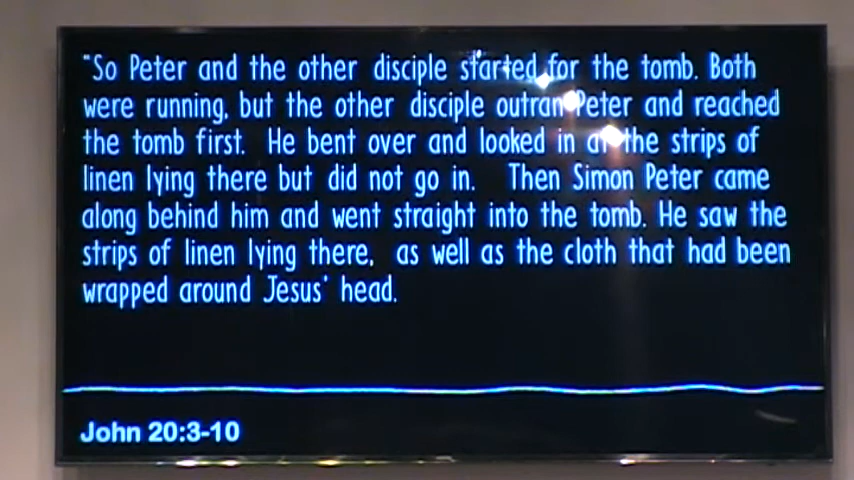 "So Peter and the other disciple started for the tomb. Both
were running, but the other disciple outran Peter and reached
the tomb first. He bent over and looked in at the strips of
linen lying there but did not go in. Then Simon Peter came
along behind him and went straight into the tomb. He saw the
strips of linen lying there, as well as the cloth that had been
wrapped around Jesus' head.
John 20:3-10